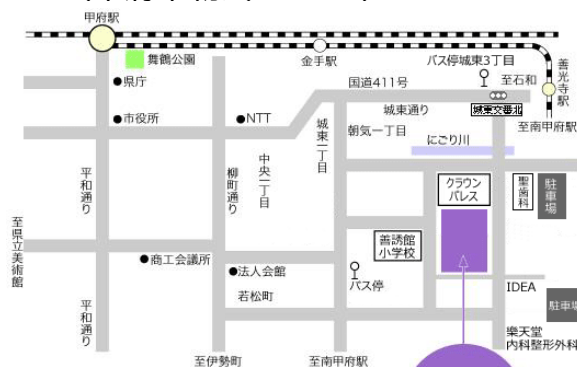 甲府駅
舞鶴公園
金手駅
バス停城東3丁目
善光寺駅
県庁
国道411号
至石和
市役所
NTT
城東通り
城東交番北
至南甲府駅
城東一丁目
朝気一丁目
にごり川
平和通り
柳町通り
中央一丁目
クラウン
パレス
聖歯科
駐車場
至県立美術館
善誘館
小学校
商工会議所
法人会館
バス停
若松町
IDEA
駐車場
平和通り
樂天堂
内科整形外科
至伊勢町
至南甲府駅